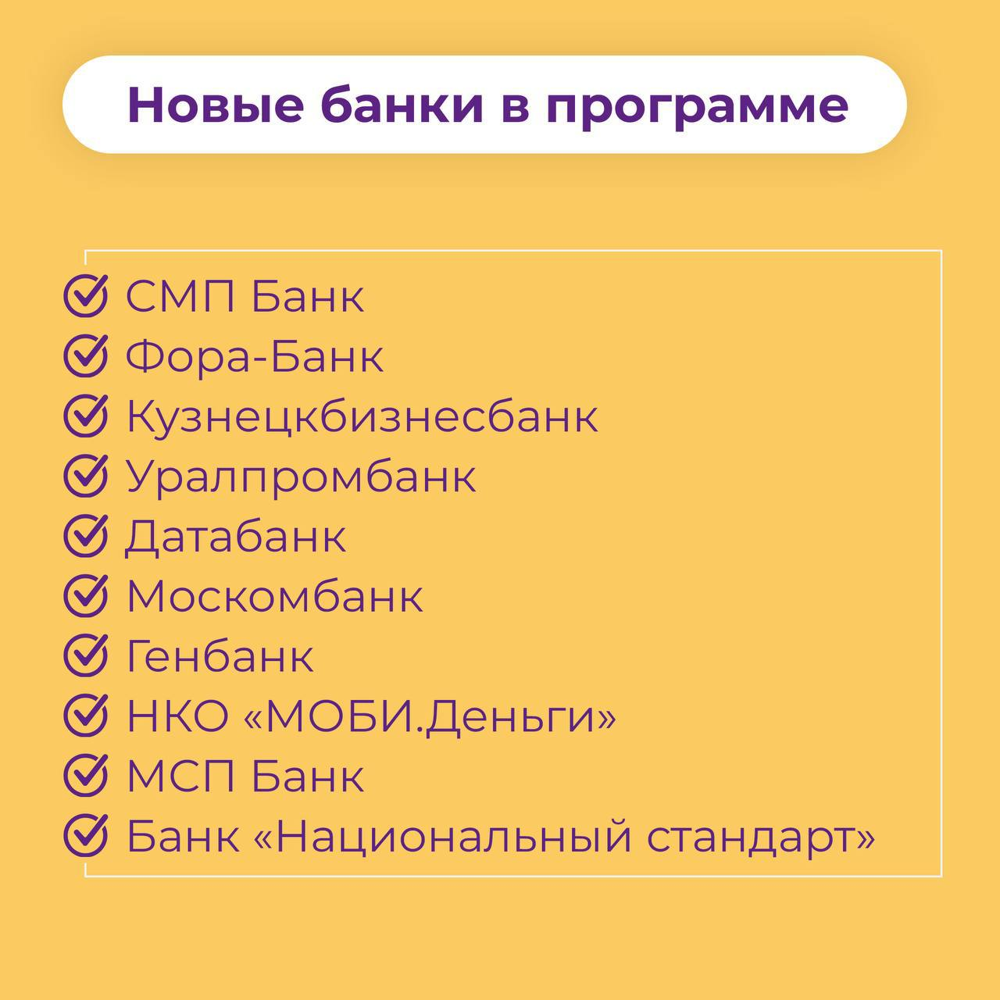 Новые банки в программе
СМП Банк
Фора-Банк
Кузнецкбизнесбанк
Уралпромбанк
Датабанк
Москомбанк
Генбанк
НКО «МОБИ.Деньги»
МСП Банк
Банк «Национальный стандарт»